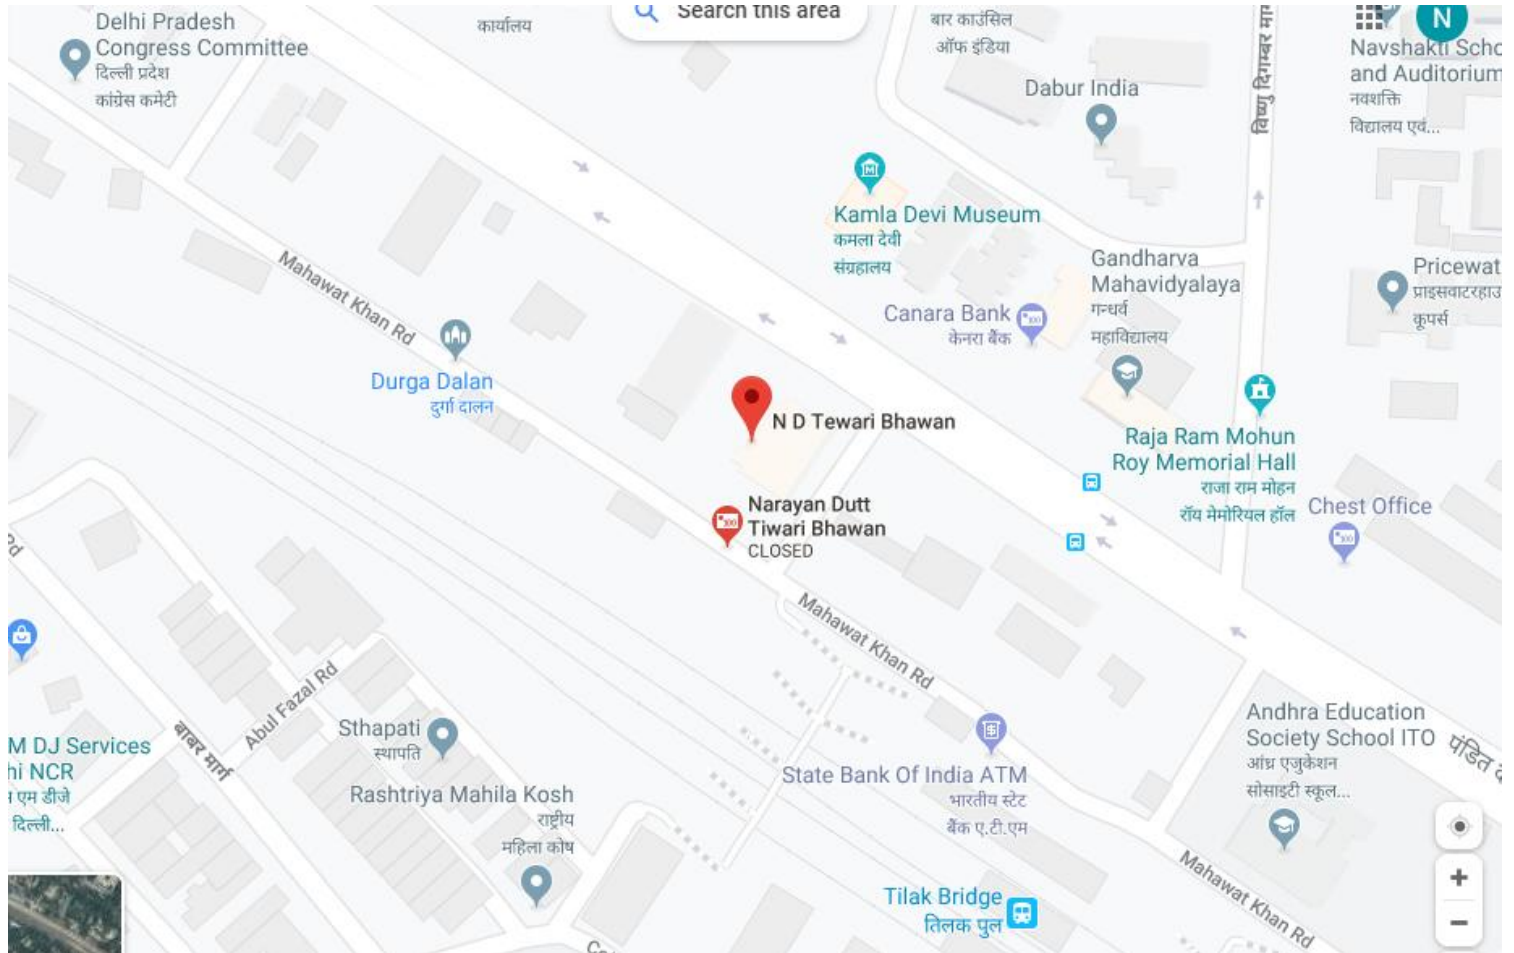 Delhi Pradesh
Congress Committee
दिल्ली प्रदेश
कांग्रेस कमेटी
कार्यालय
Search this area
बार काउंसिल
ऑफ इंडिया
Dabur India
विष्णु दिगम्बर मार्ग
N
Navshakti Scho
and Auditorium
नवशक्ति
विद्यालय एवं...
Kamla Devi Museum
कमला देवी
संग्रहालय
Gandharva
Mahavidyalaya
गन्धर्व
महाविद्यालय
Pricewat
प्राइसवाटरहाउ
कूपर्स
Mahawat Khan Rd
Canara Bank
केनरा बैंक
Durga Dalan
दुर्गा दालन
N D Tewari Bhawan
Raja Ram Mohun
Roy Memorial Hall
राजा राम मोहन
रॉय मेमोरियल हॉल
Chest Office
Narayan Dutt
Tiwari Bhawan
CLOSED
Rd
Mahawat Khan Rd
Abul Fazal Rd
बाबर मार्ग
Sthapati
स्थापति
M DJ Services
hi NCR
एम डीजे
दिल्ली...
Rashtriya Mahila Kosh
राष्ट्रीय
महिला कोष
State Bank Of India ATM
भारतीय स्टेट
बैंक ए.टी.एम
Andhra Education
Society School ITO
आंध्र एजुकेशन
सोसाइटी स्कूल...
पंडित
Mahawat Khan Rd
Tilak Bridge
तिलक पुल